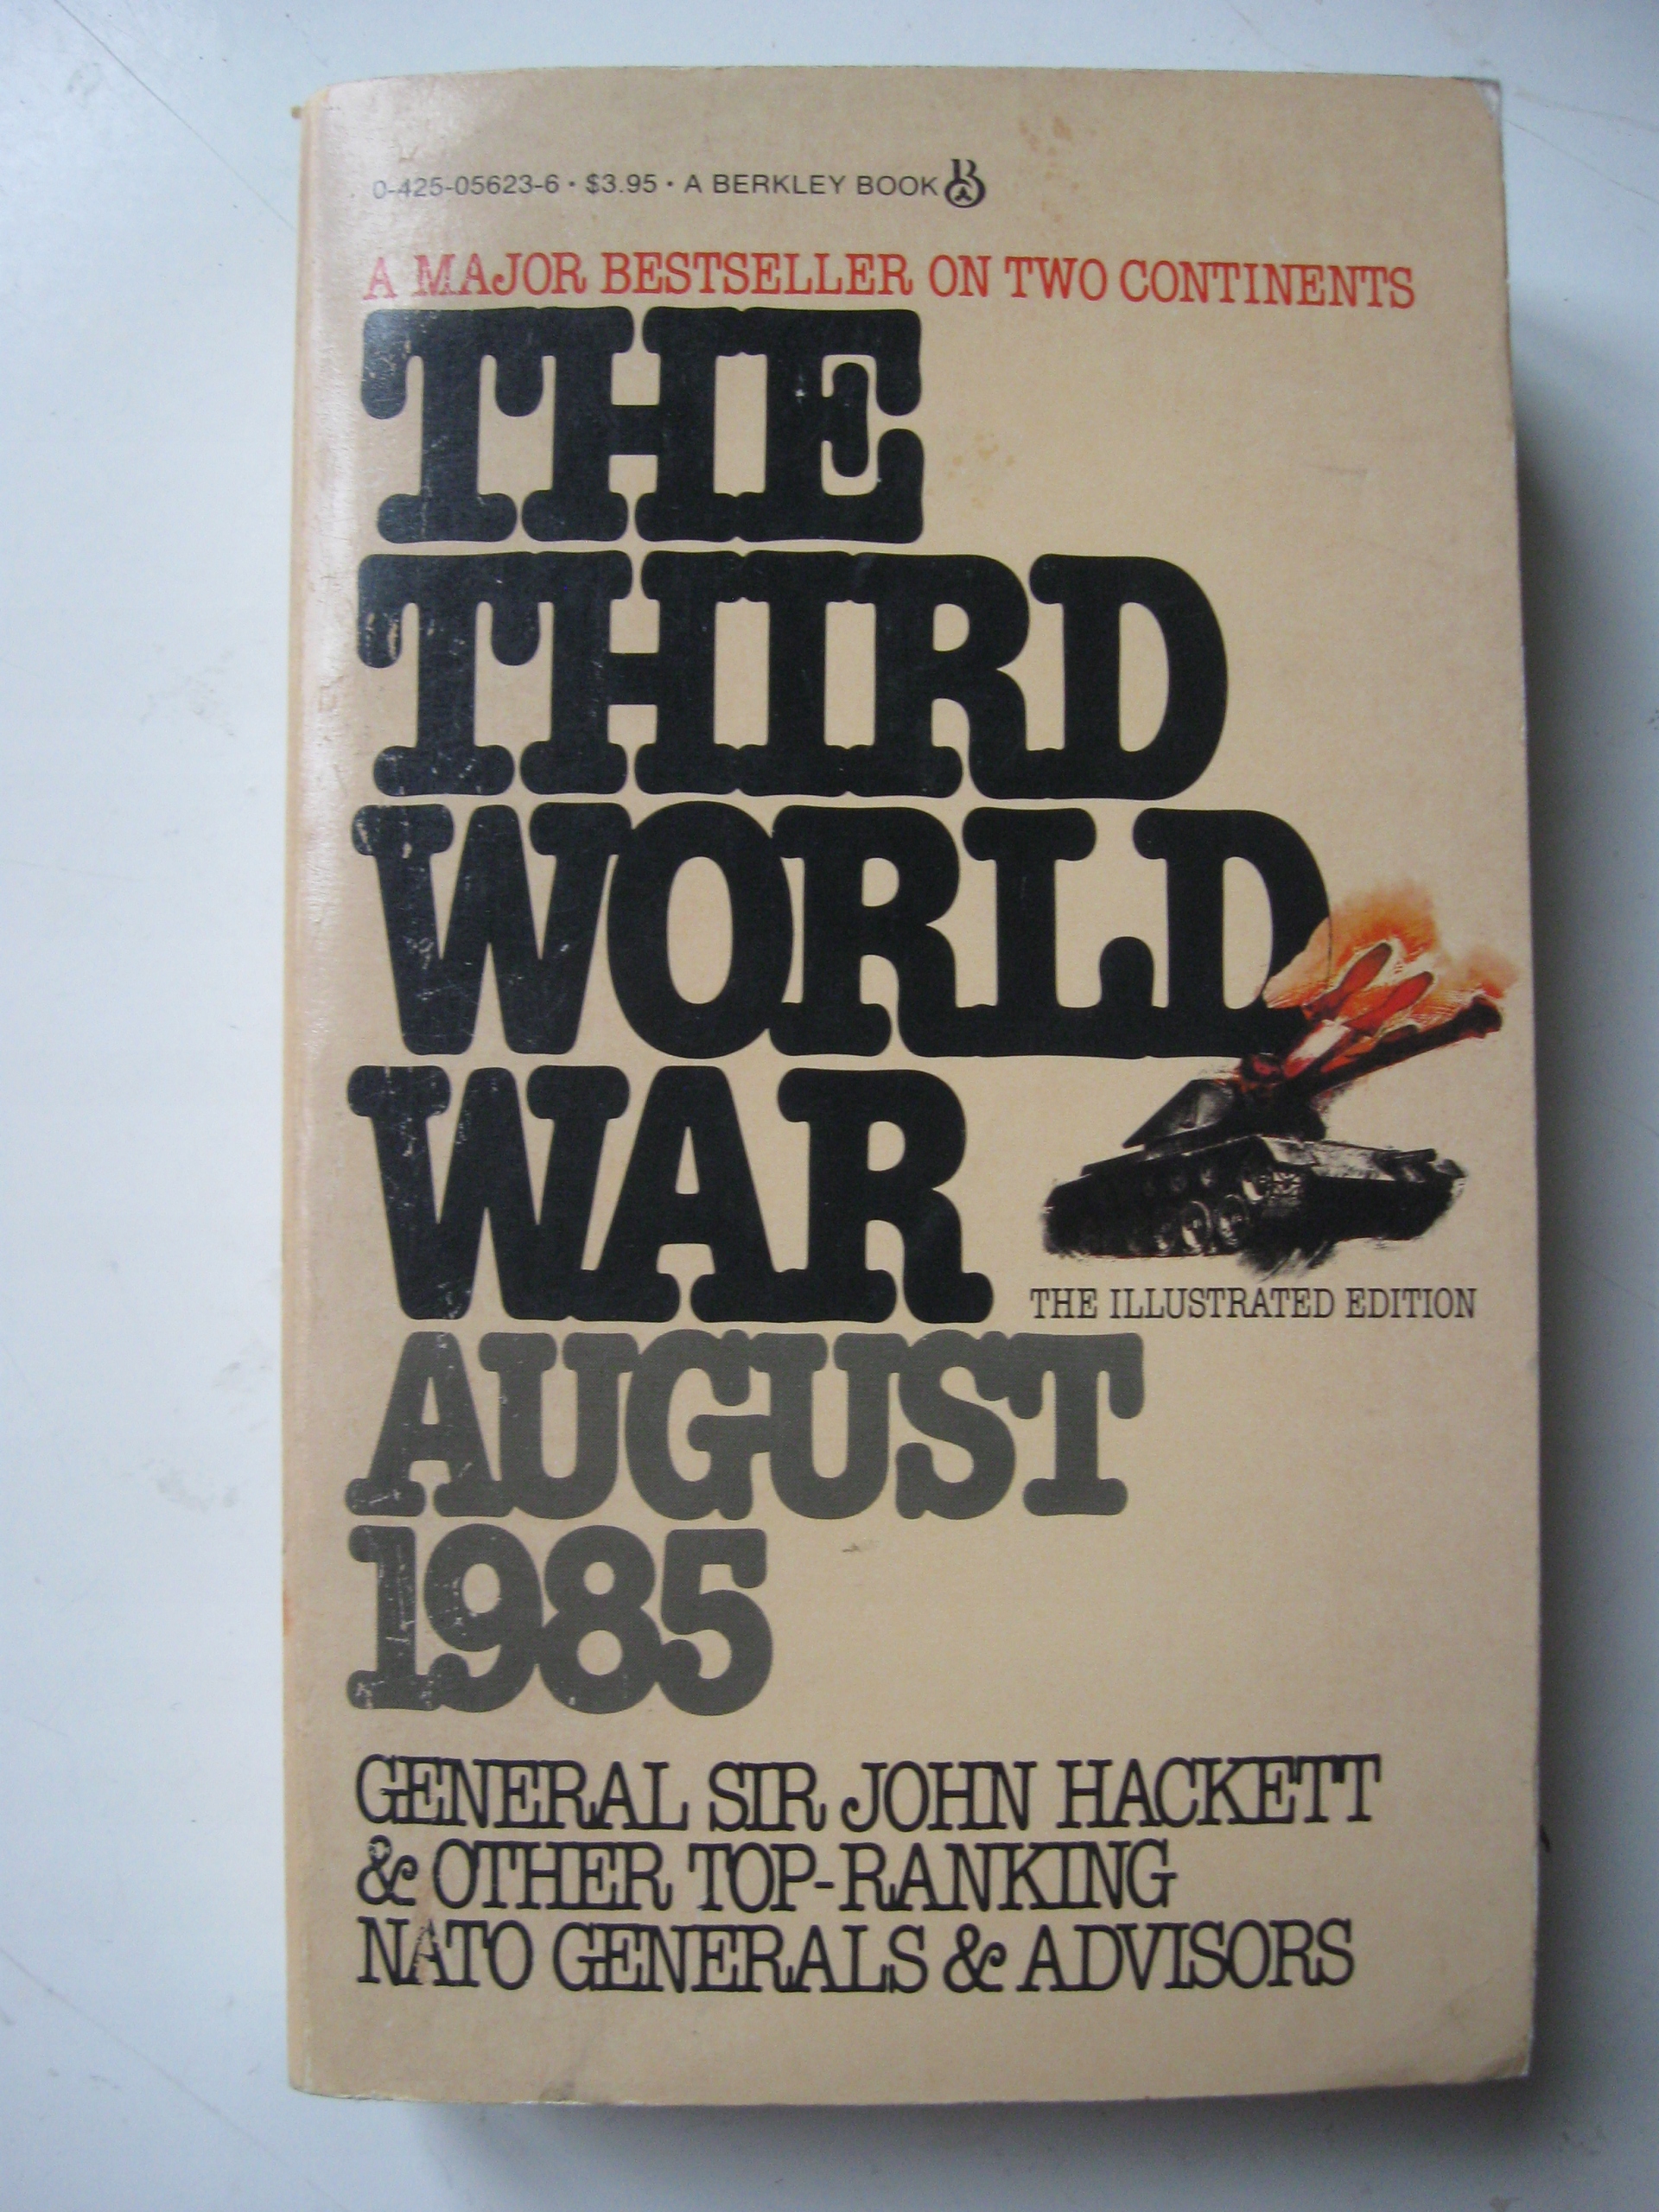 0-425-05623-6 • $3.95 • A BERKLEY BOOK
A MAJOR BESTSELLER ON TWO CONTINENTS
THE
THIRD
WORLD
WAR
THE ILLUSTRATED EDITION
AUGUST
1985
GENERAL SIR JOHN HACKETT
& OTHER TOP-RANKING
NATO GENERALS & ADVISORS